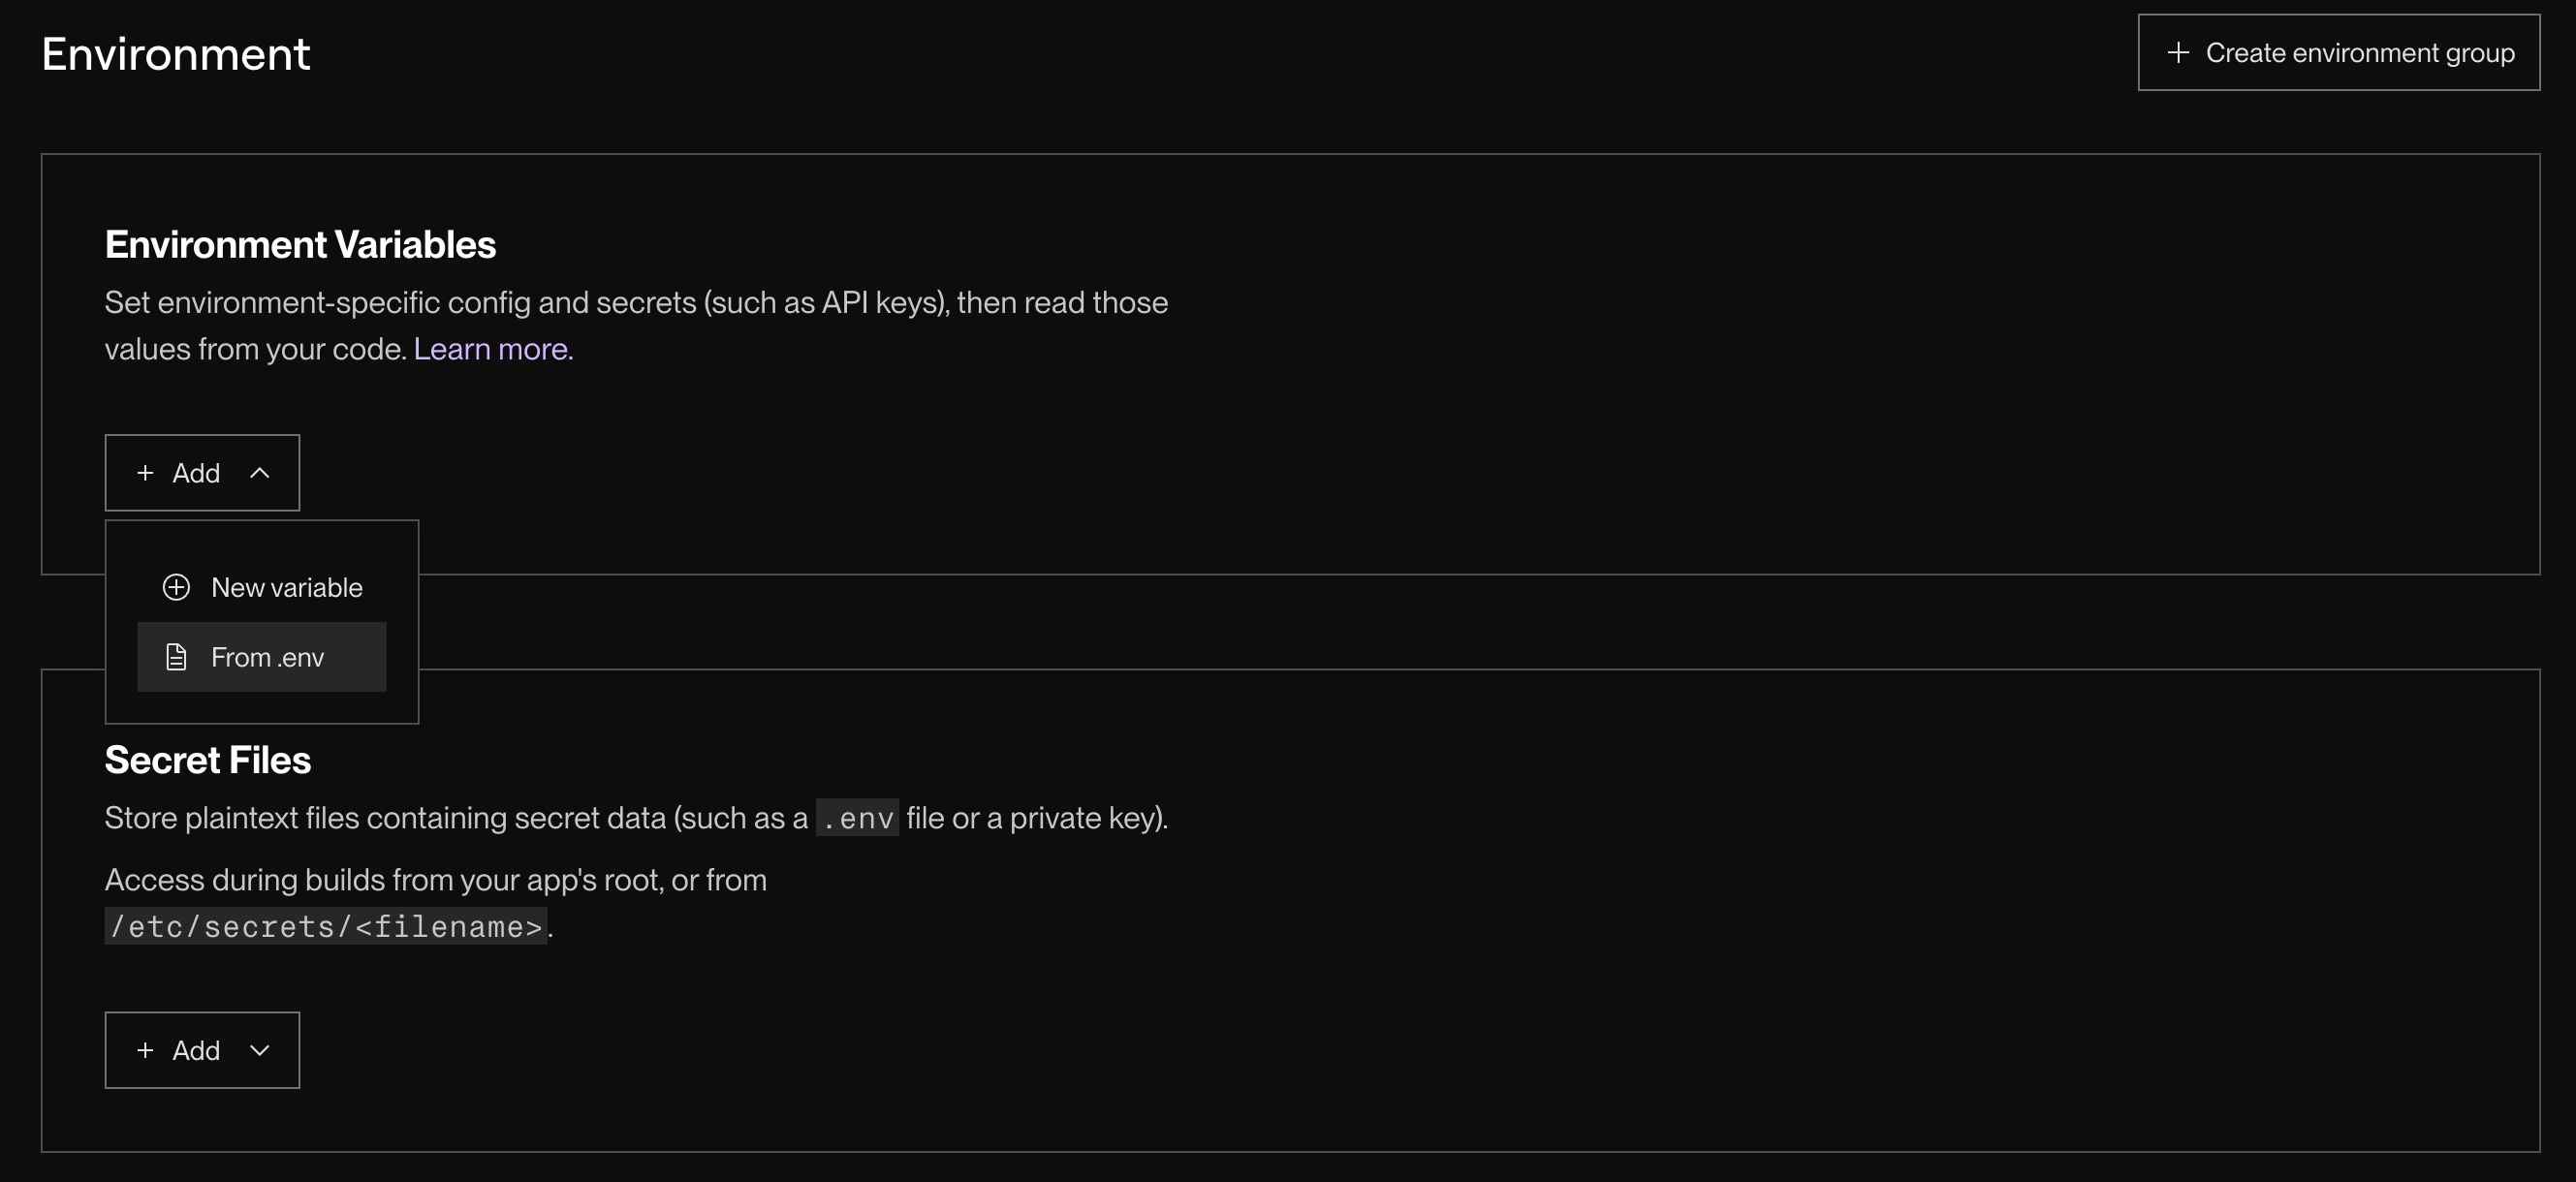 Environment
Create environment group
Environment Variables
Set environment-specific config and secrets (such as API keys), then read those
values from your code. Learn more.
+ Add
New variable
From .env
Secret Files
Store plaintext files containing secret data (such as a .env file or a private key).
Access during builds from your app's root, or from
/etc/secrets/<filename>.
+ Add